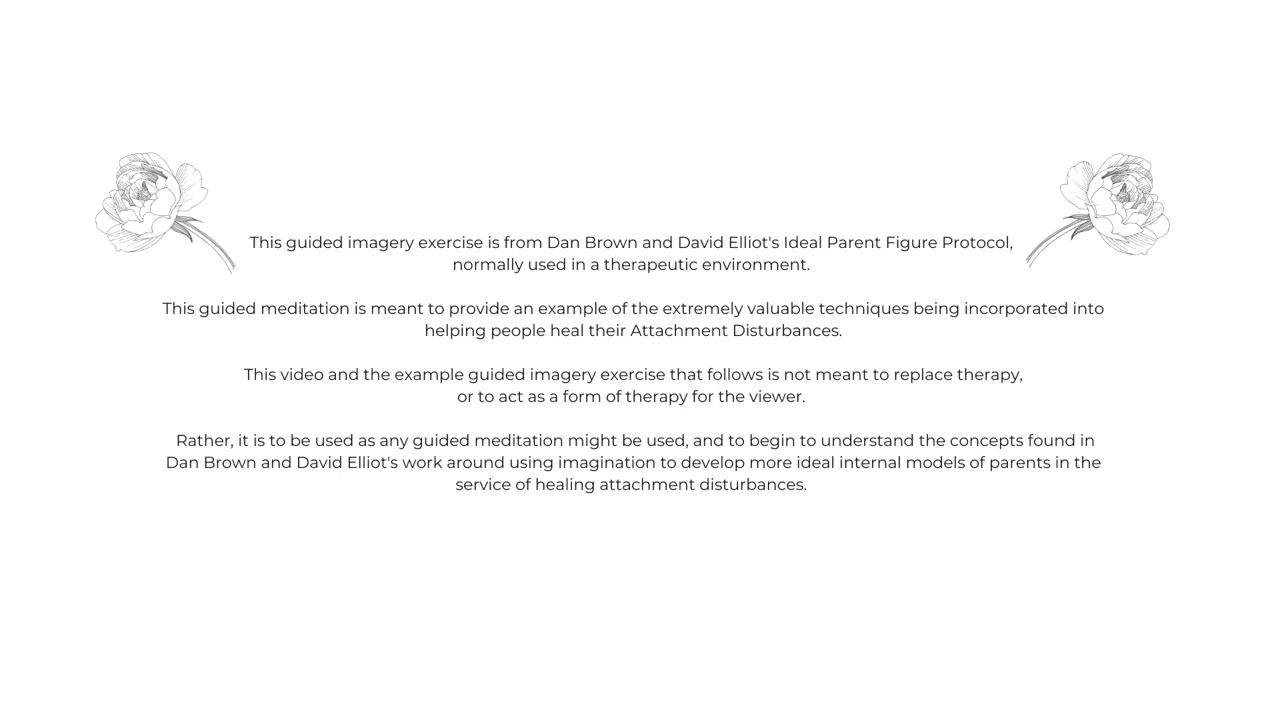 This guided imagery exercise is from Dan Brown and David Elliot's Ideal Parent Figure Protocol,
normally used in a therapeutic environment.
This guided meditation is meant to provide an example of the extremely valuable techniques being incorporated into
helping people heal their Attachment Disturbances.
This video and the example guided imagery exercise that follows is not meant to replace therapy,
or to act as a form of therapy for the viewer.
Rather, it is to be used as any guided meditation might be used, and to begin to understand the concepts found in
Dan Brown and David Elliot's work around using imagination to develop more ideal internal models of parents in the
service of healing attachment disturbances.